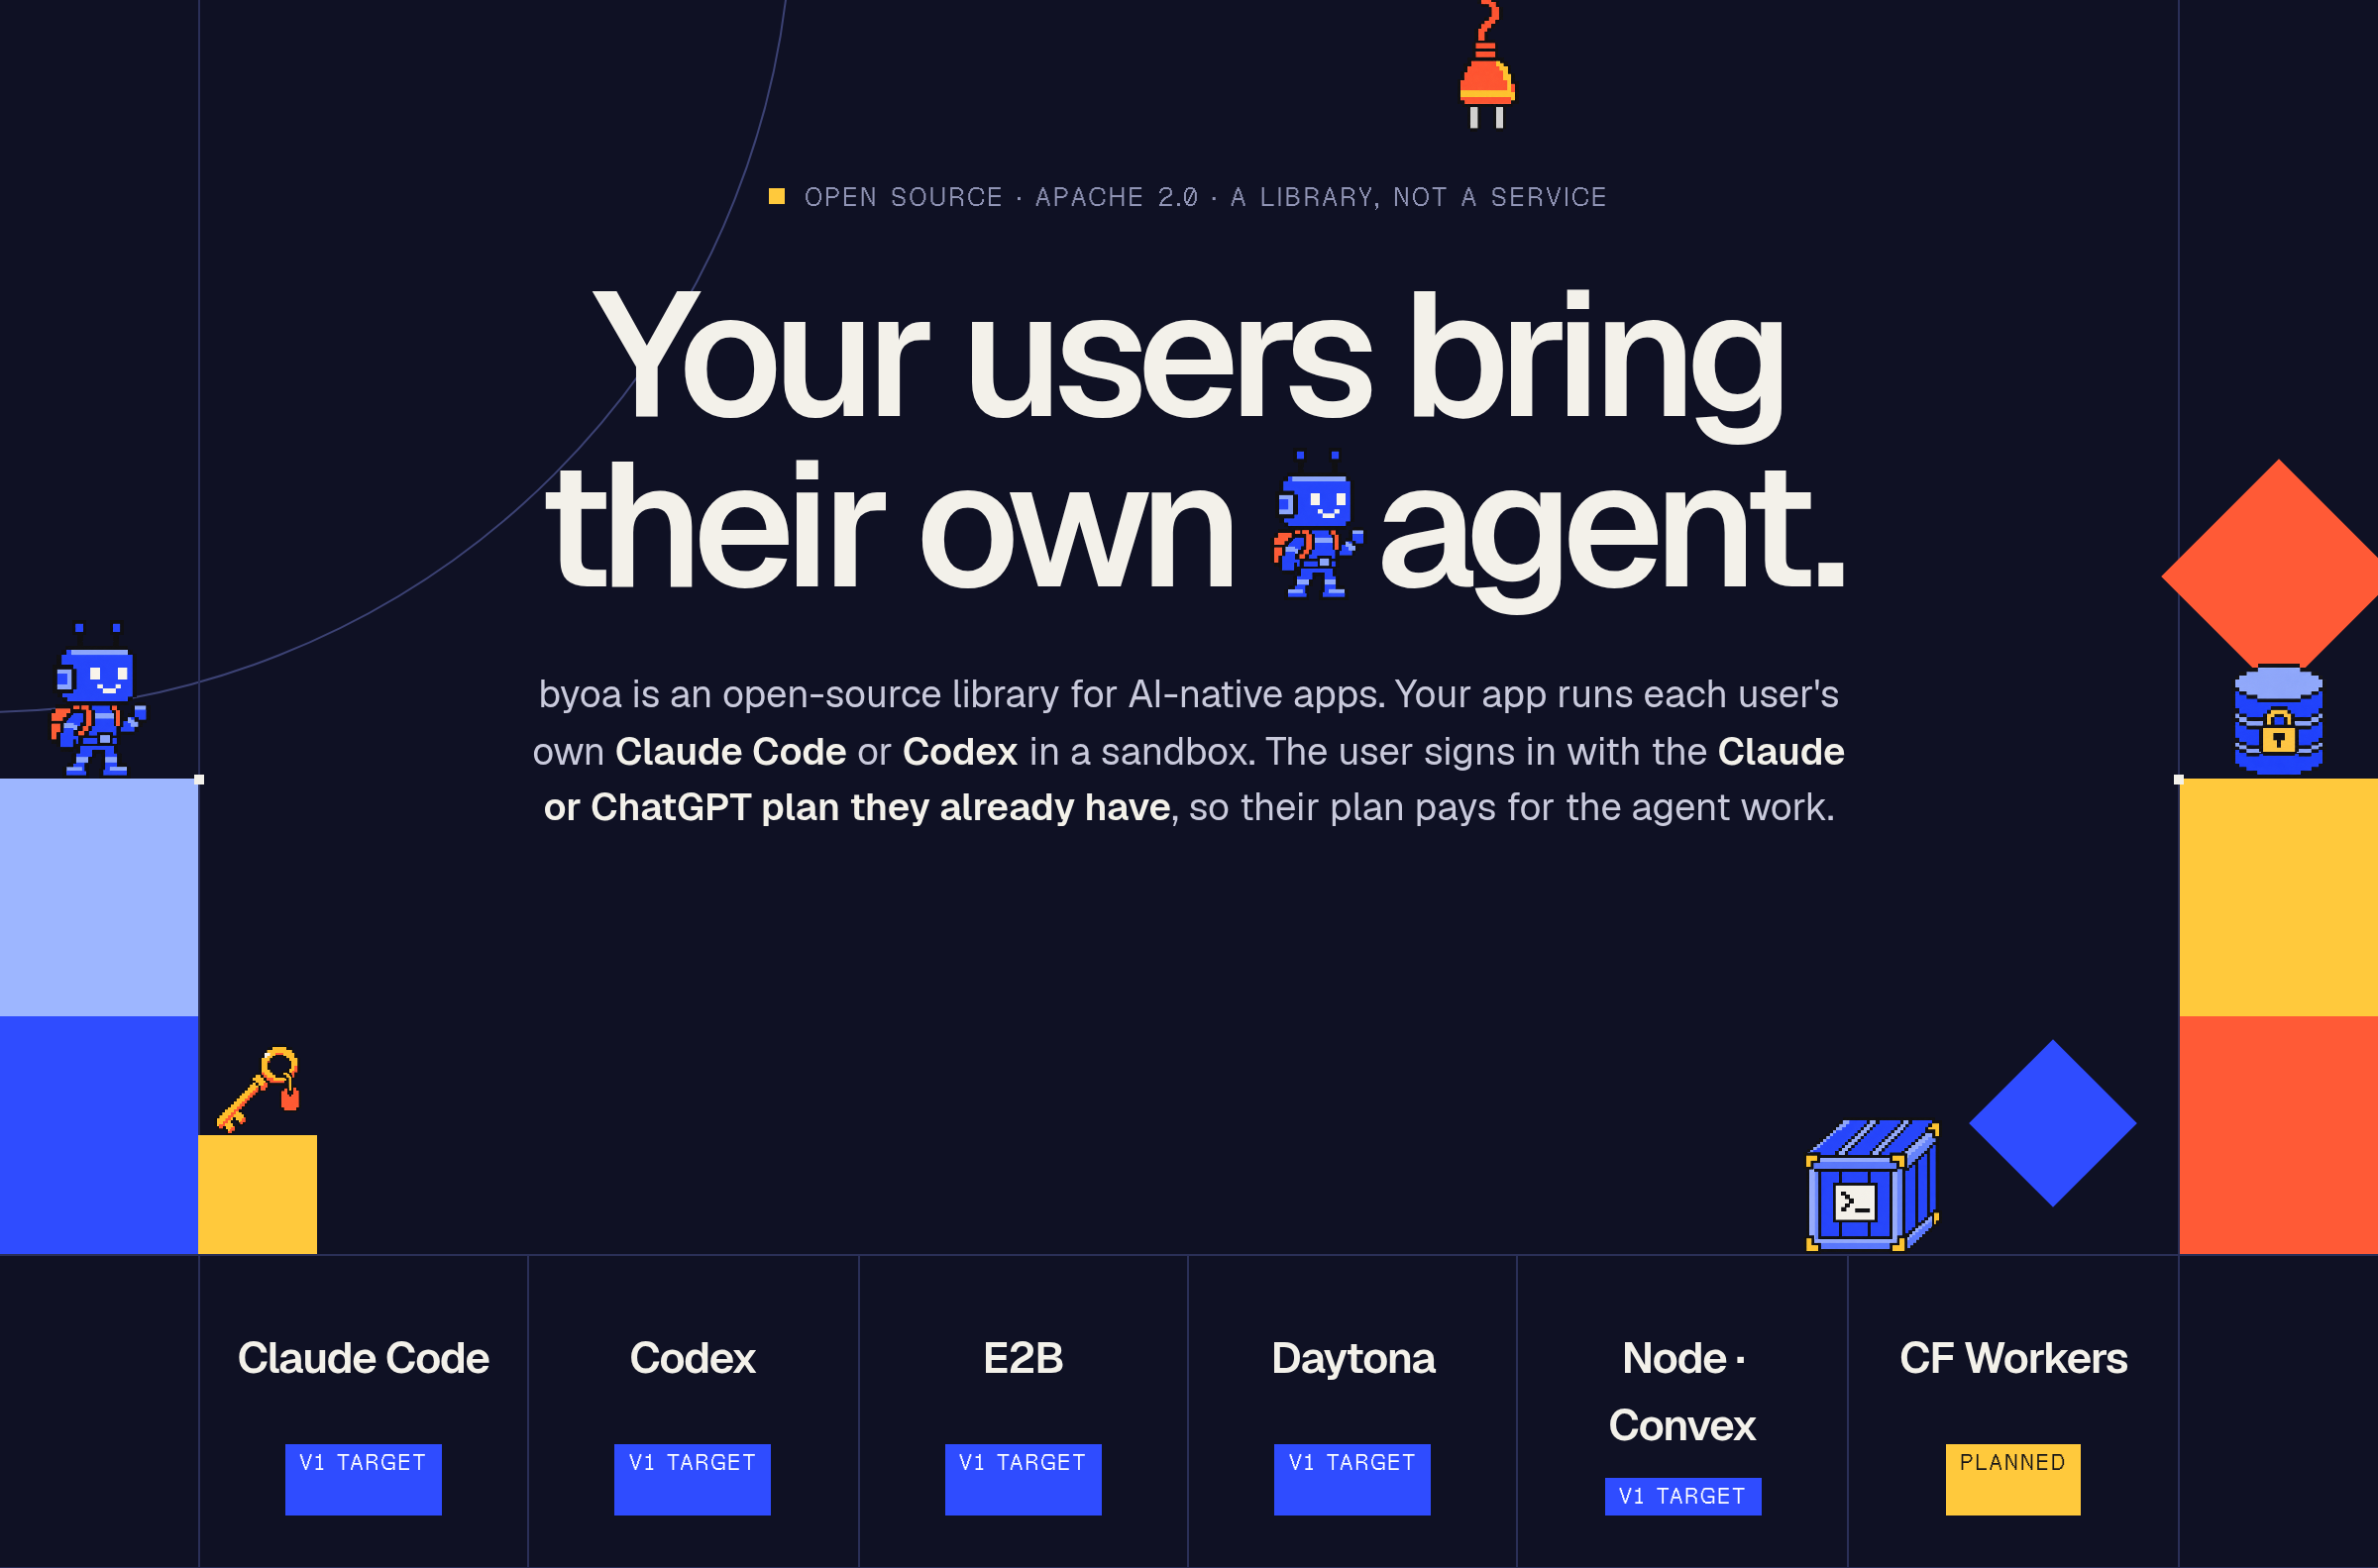 OPEN SOURCE · APACHE 2.0 · A LIBRARY, NOT A SERVICE
Your users bring
their own agent.
byoa is an open-source library for AI-native apps. Your app runs each user's
own Claude Code or Codex in a sandbox. The user signs in with the Claude
or ChatGPT plan they already have, so their plan pays for the agent work.
>_
Claude Code
V1 TARGET
Codex
V1 TARGET
E2B
V1 TARGET
Daytona
V1 TARGET
Node ·
Convex
V1 TARGET
CF Workers
PLANNED